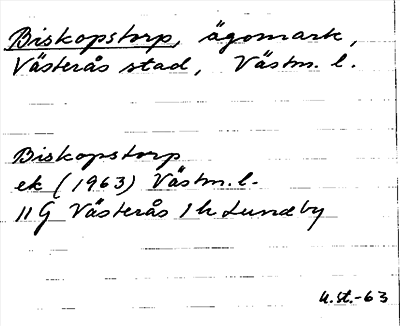 Biskopstorp, ägomark,
Västerås stad, Västm. l.
Biskopstorp
ek (1963) Västm. l.
11 G Västerås 1 h Lundby
U.St.-63